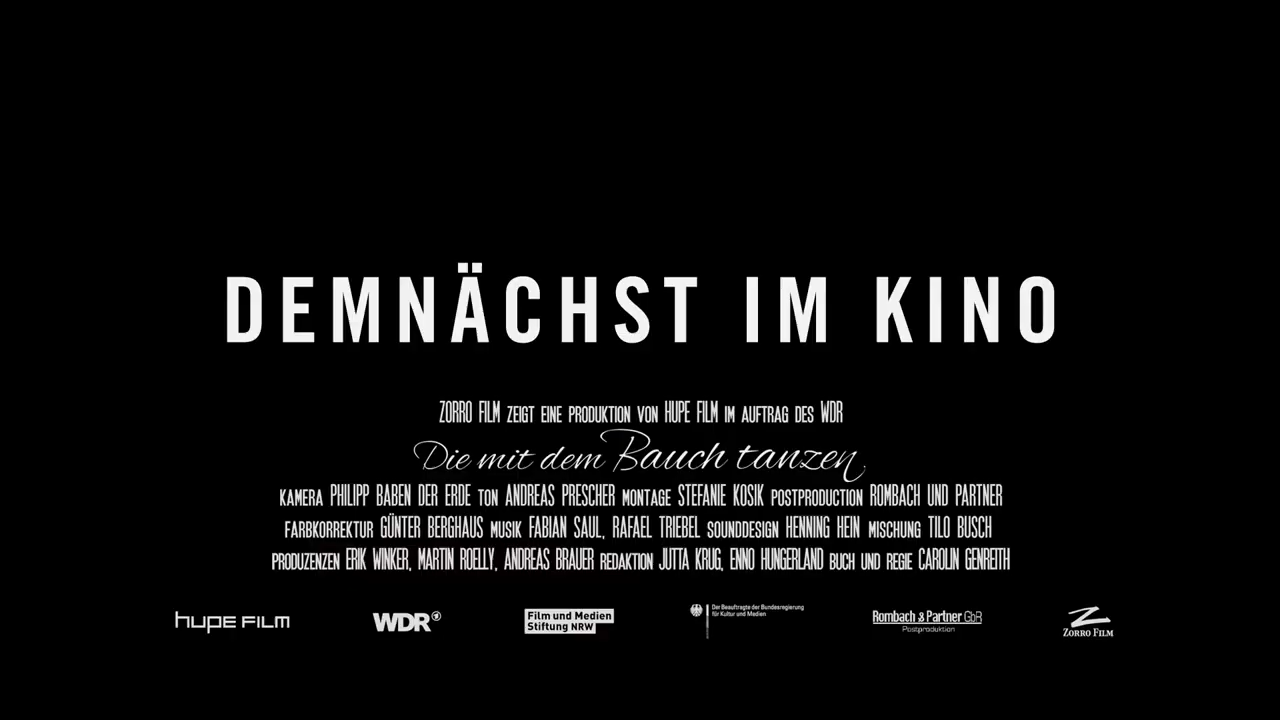 DEMNÄCHST IM KINO
ZORRO FILM ZEIGT EINE PRODUKTION VON HUPE FILM IM AUFTRAG DES WDR
Die mit dem Bauch tanzen
KAMERA PHILIPP BABEN DER ERDE TON ANDREAS PRESCHER MONTAGE STEFANIE KOSIK POSTPRODUCTION ROMBACH UND PARTNER
FARBKORREKTUR GÜNTER BERGHAUS MUSIK FABIAN SAUL, RAFAEL TRIEBEL SOUNDDESIGN HENNING HEIN MISCHUNG TILO BUSCH
PRODUZENZEN ERIK WINKER, MARTIN ROELLY, ANDREAS BRAUER REDAKTION JUTTA KRUG, ENNO HUNGERLAND BUCH UND REGIE CAROLIN GENREITH
hupe FILM
WDR
Film und Medien
Stiftung NRW
Der Beauftragte der Bundesregierung
für Kultur und Medien
Rombach & Partner GbR
Postproduktion
ZORRO FILM